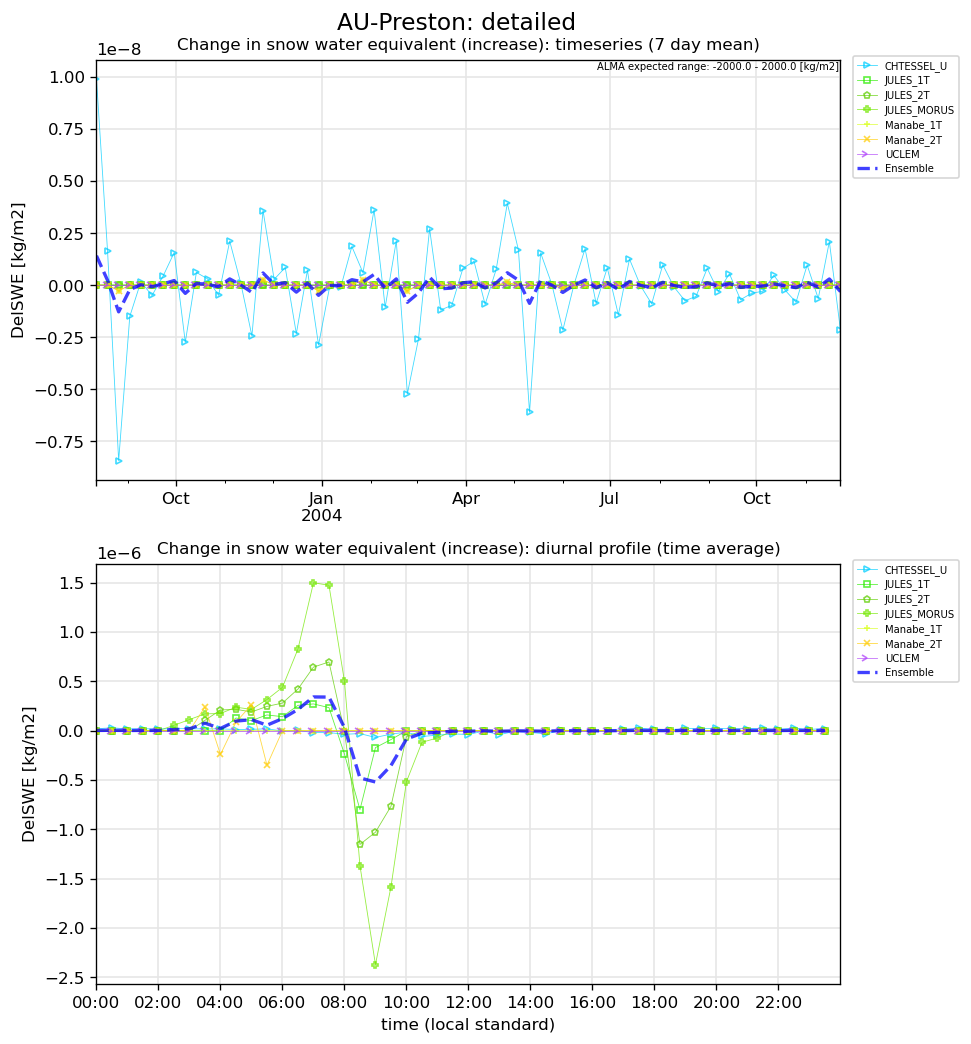 AU-Preston: detailed
Change in snow water equivalent (increase): timeseries (7 day mean)
1e−8
ALMA expected range: -2000.0 - 2000.0 [kg/m2]
1.00
0.75
0.50
0.25
0.00
−0.25
−0.50
−0.75
DelSWE [kg/m2]
Oct
Jan
2004
Apr
Jul
Oct
CHTESSEL_U
JULES_1T
JULES_2T
JULES_MORUS
Manabe_1T
Manabe_2T
UCLEM
Ensemble
Change in snow water equivalent (increase): diurnal profile (time average)
1e−6
1.5
1.0
0.5
0.0
−0.5
−1.0
−1.5
−2.0
−2.5
DelSWE [kg/m2]
00:00 02:00 04:00 06:00 08:00 10:00 12:00 14:00 16:00 18:00 20:00 22:00
time (local standard)
CHTESSEL_U
JULES_1T
JULES_2T
JULES_MORUS
Manabe_1T
Manabe_2T
UCLEM
Ensemble